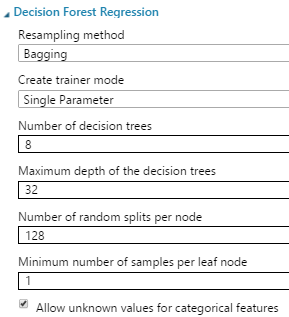 Decision Forest Regression
Resampling method
Bagging
Create trainer mode
Single Parameter
Number of decision trees
8
Maximum depth of the decision trees
32
Number of random splits per node
128
Minimum number of samples per leaf node
1
Allow unknown values for categorical features